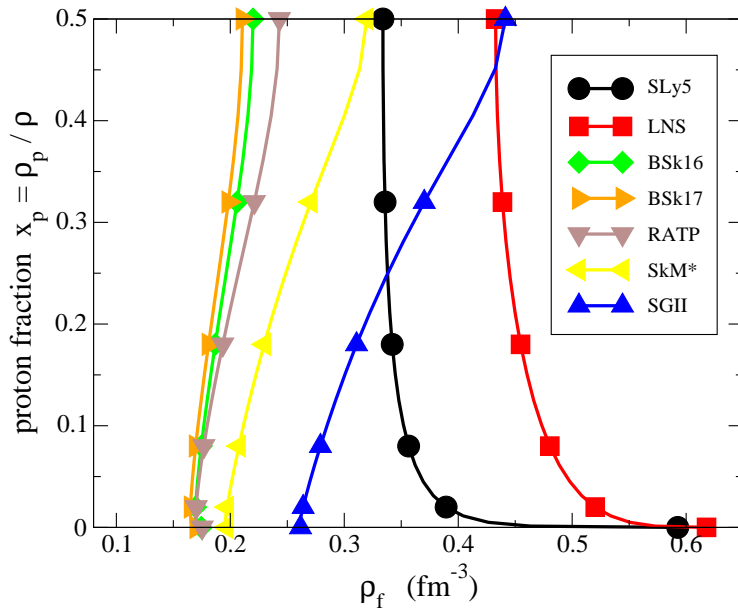 proton fraction x_p = ρ_p / ρ
0.5
0.4
0.3
0.2
0.1
0
0.1
0.2
0.3
0.4
0.5
0.6
ρ_f (fm^-3)
SLy5
LNS
BSk16
BSk17
RATP
SkM*
SGII